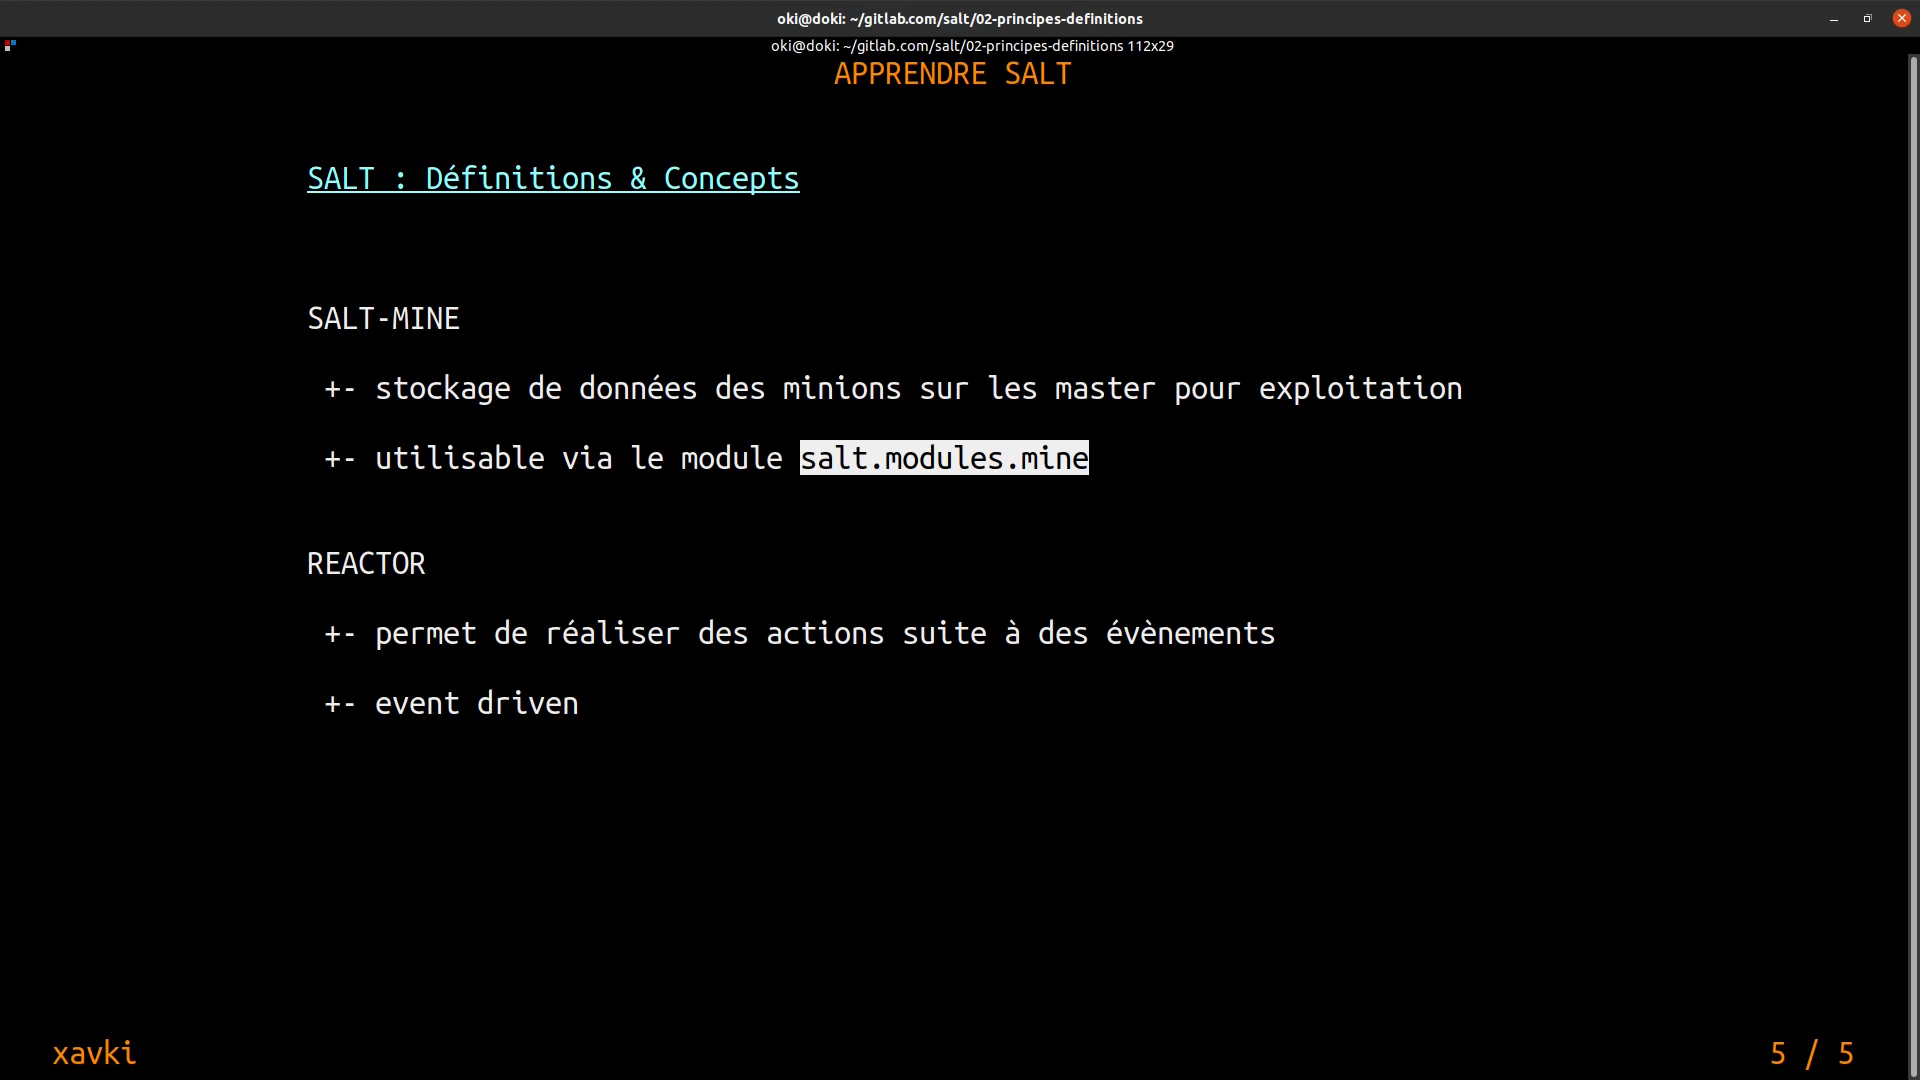 oki@doki: ~/gitlab.com/salt/02-principes-definitions
oki@doki: ~/gitlab.com/salt/02-principes-definitions 112x29
APPRENDRE SALT
SALT : Définitions & Concepts
SALT-MINE
+- stockage de données des minions sur les master pour exploitation
+- utilisable via le module salt.modules.mine
REACTOR
+- permet de réaliser des actions suite à des évènements
+- event driven
xavki
5 / 5